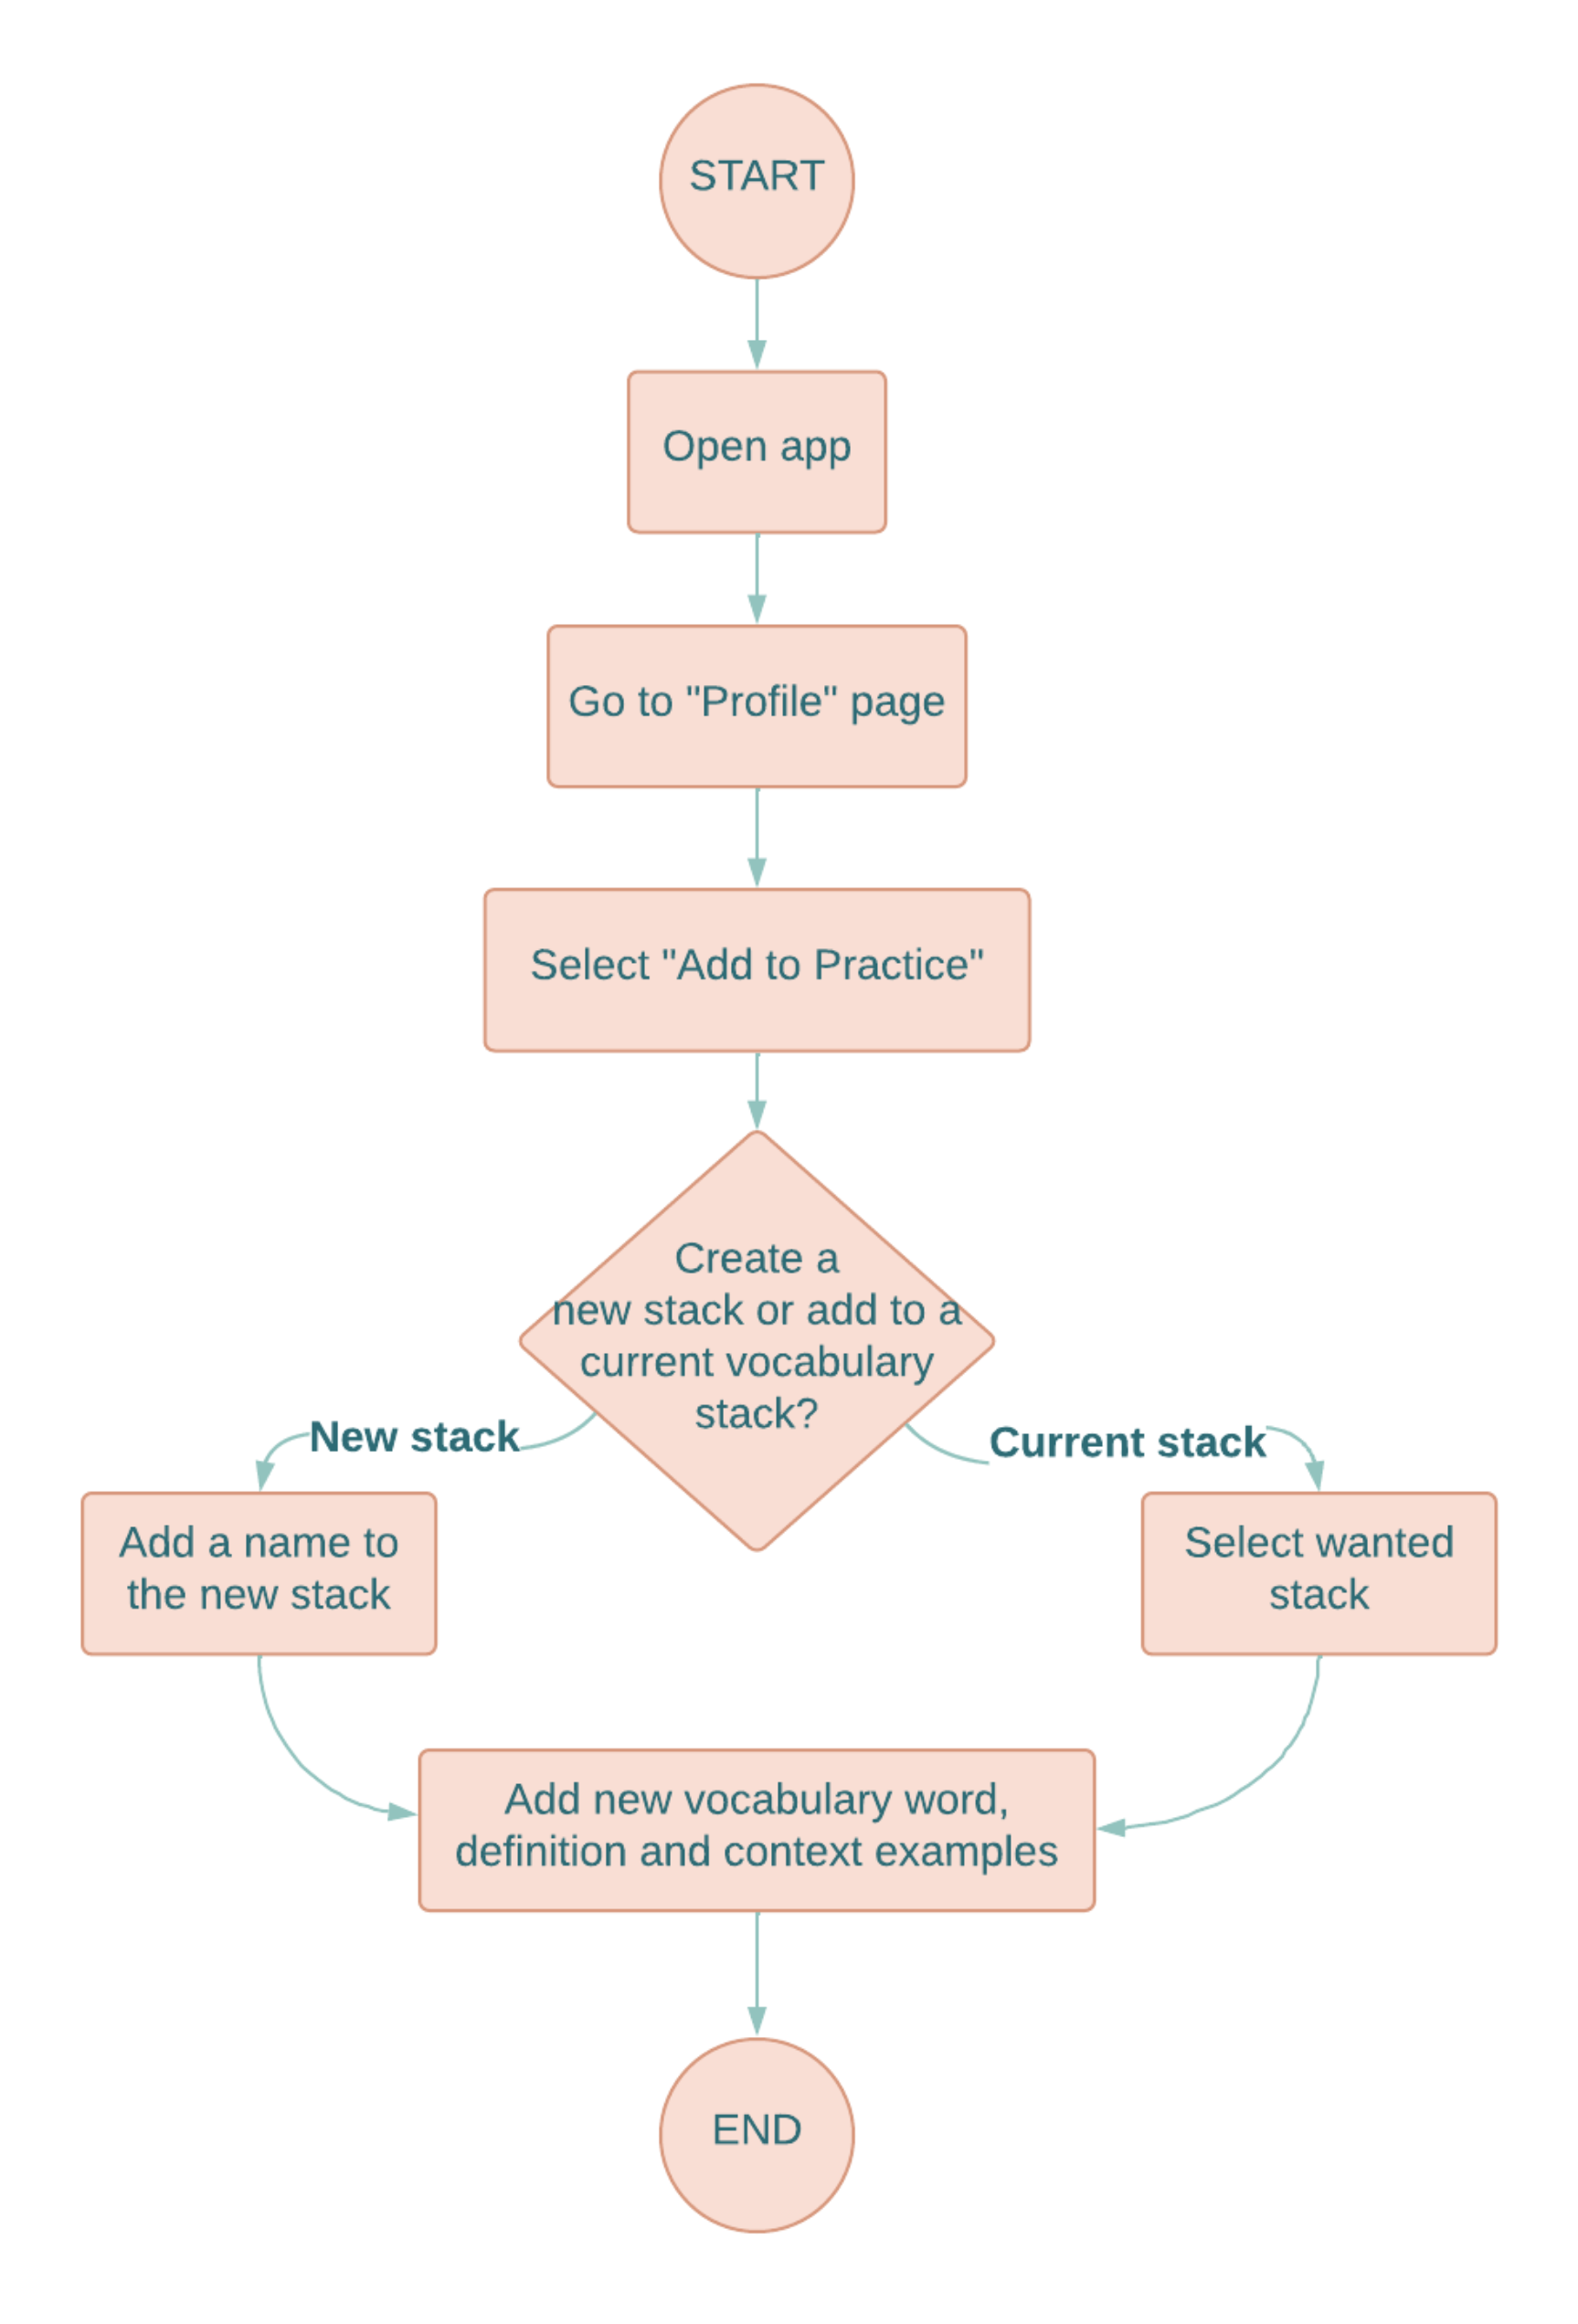 START
Open app
Go to "Profile" page
Select "Add to Practice"
Create a
new stack or add to a
current vocabulary
stack?
New stack
Current stack
Add a name to
the new stack
Select wanted
stack
Add new vocabulary word,
definition and context examples
END